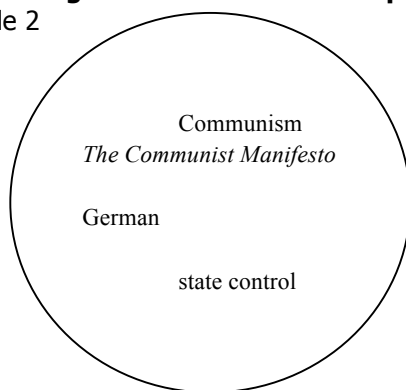 le 2
Communism
The Communist Manifesto
German
state control